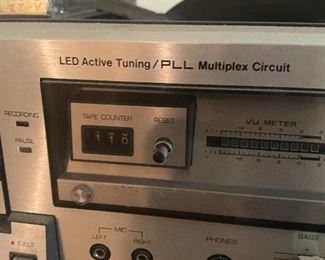 LED Active Tuning/PLL Multiplex Circuit
RECORDING
PAUSE
TAPE COUNTER
110
RESET
VU METER
MIC
LEFT
RIGHT
PHONES
BASS
EJECT